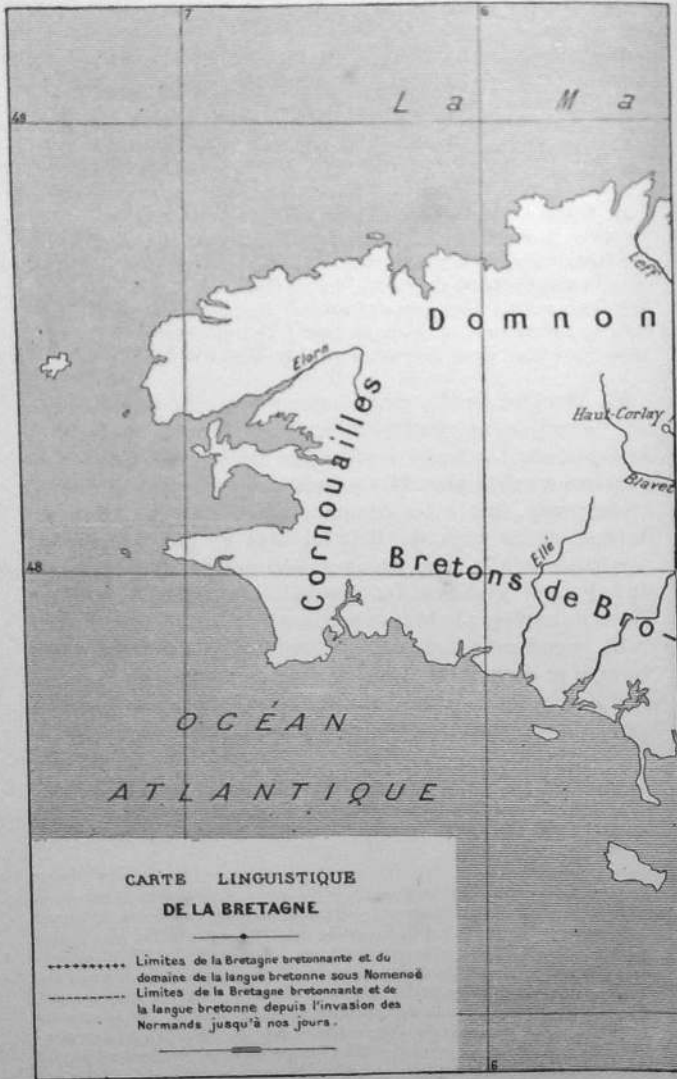 7 6
La Ma
49
Leff
Domnon
Elorn
Cornouailles
Haut-Corlay
Blavet
Ellé
48
Bretons de Bro-
OCÉAN
ATLANTIQUE
CARTE LINGUISTIQUE
DE LA BRETAGNE
Limites de la Bretagne bretonnante et du
domaine de la langue bretonne sous Nomenoë
Limites de la Bretagne bretonnante et de
la langue bretonne depuis l'invasion des
Normands jusqu'à nos jours.
6